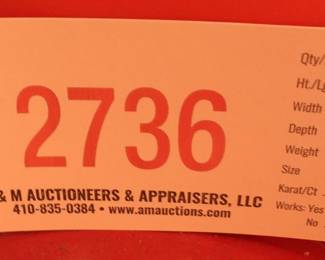 Qty/
Ht./Lg
Width
Depth
Weight
Size
Karat/Ct
Works: Yes
No
2736
& M AUCTIONEERS & APPRAISERS, LLC
410-835-0384 • www.amauctions.com